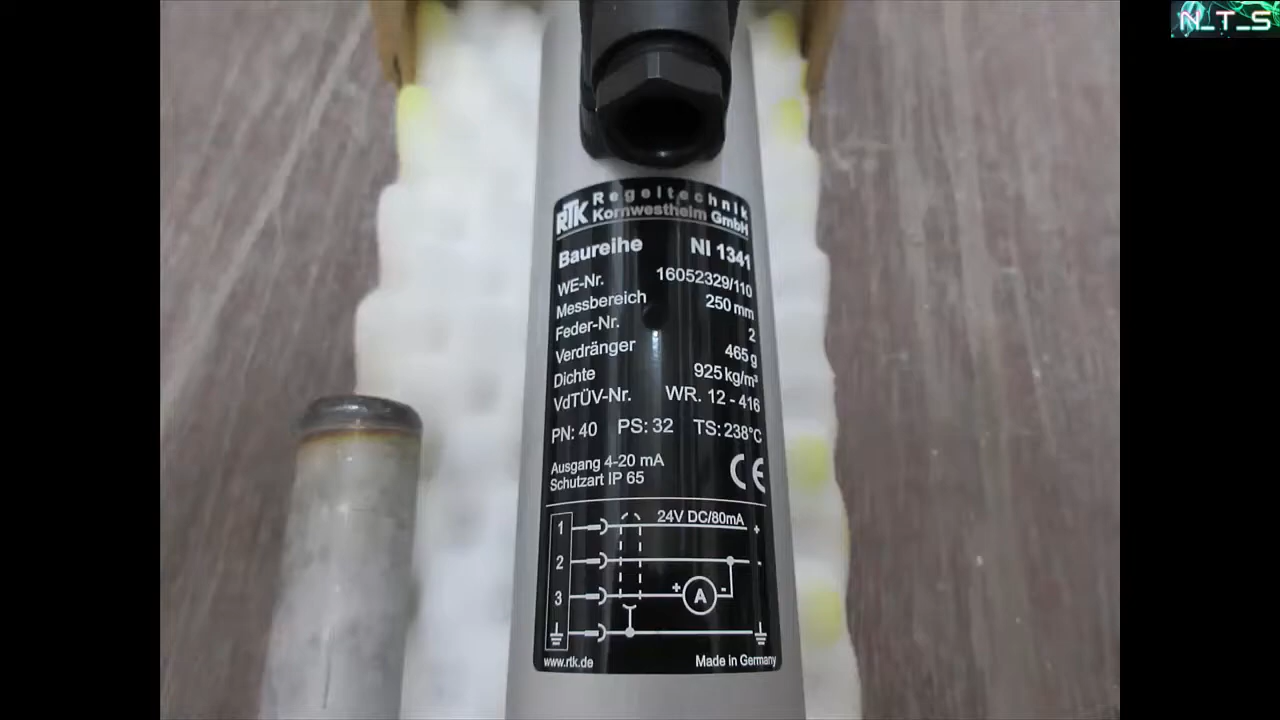 N_T_S
RTK Regeltechnik
Kornwestheim GmbH
Baureihe NI 1341
WE-Nr. 16052329/110
Messbereich 250 mm
Feder-Nr. 2
Verdränger 465 g
Dichte 925 kg/m³
VdTÜV-Nr. WR. 12 - 416
PN: 40 PS: 32 TS: 238°C
Ausgang 4-20 mA
Schutzart IP 65
CE
24V DC/80mA
1 +
2 -
3 + A -
www.rtk.de Made in Germany